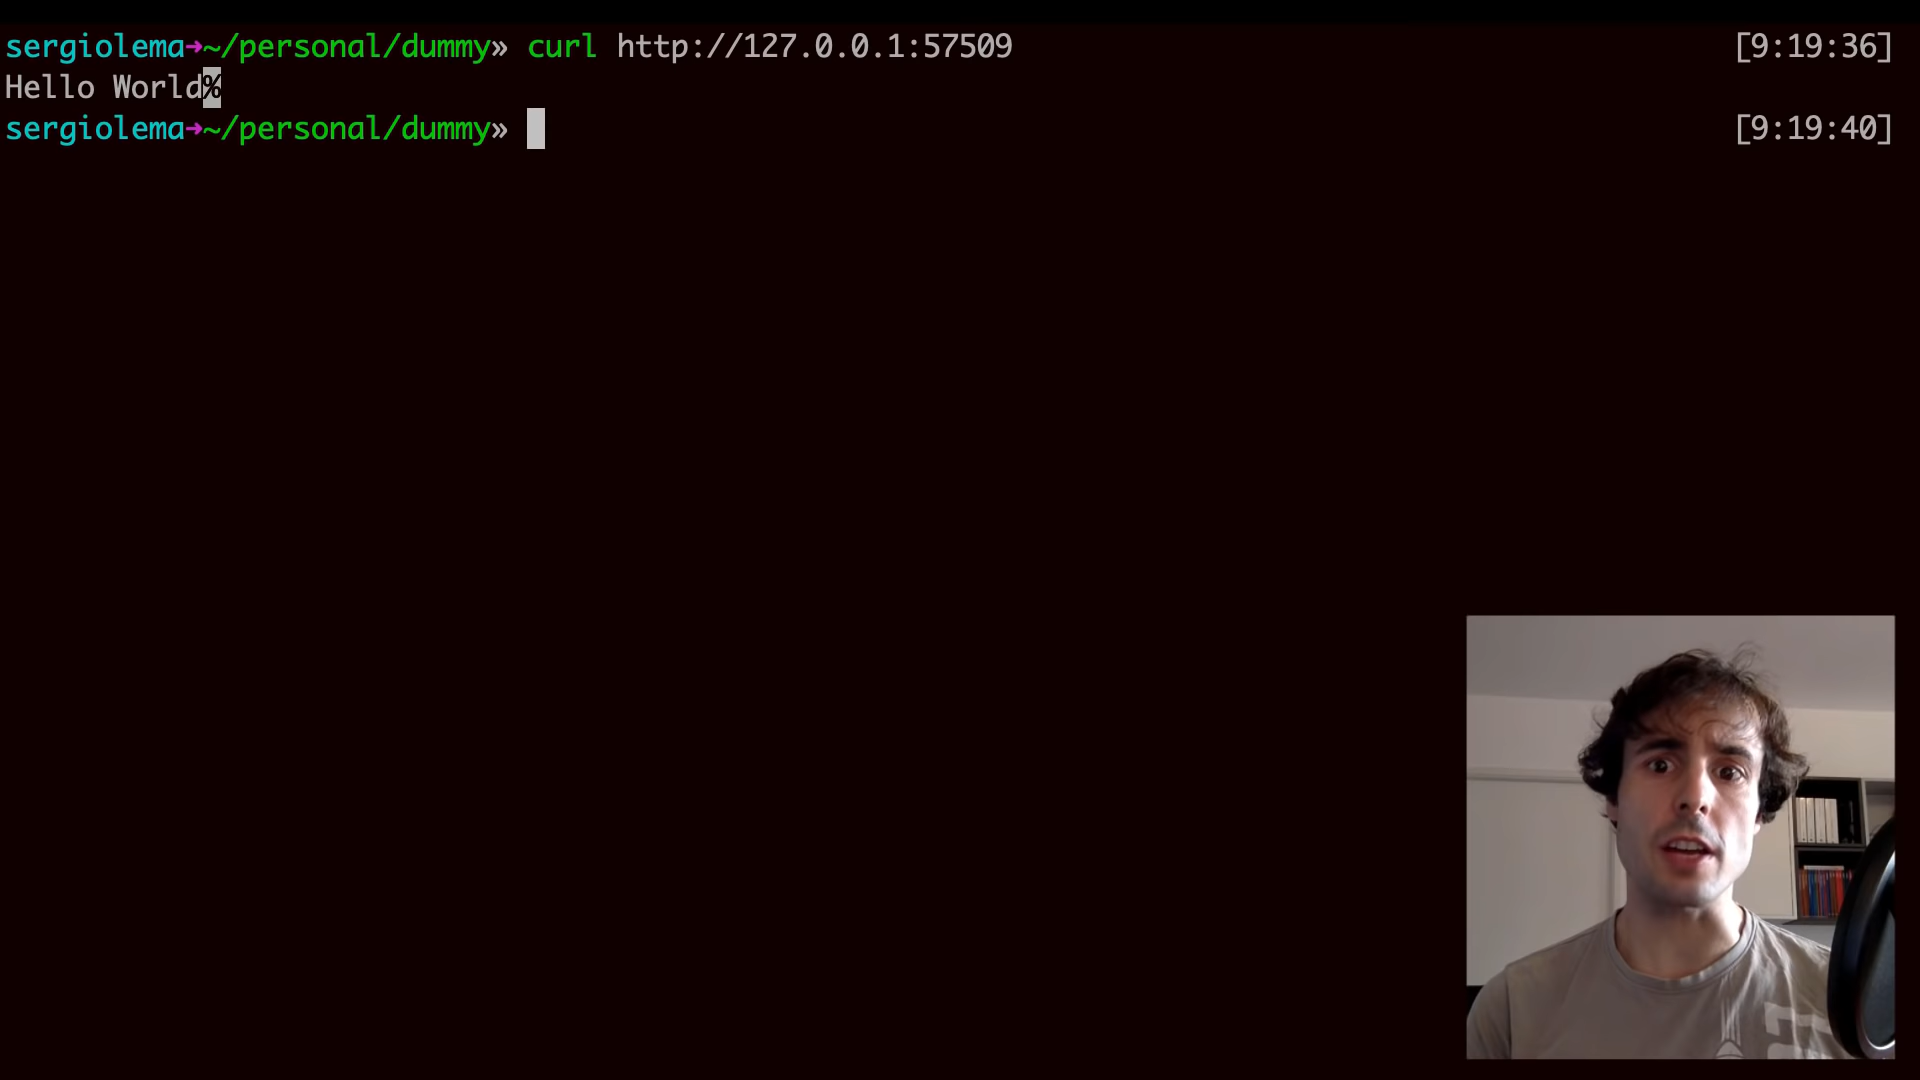 sergiolema→~/personal/dummy» curl http://127.0.0.1:57509 [9:19:36]
Hello World%
sergiolema→~/personal/dummy» [9:19:40]